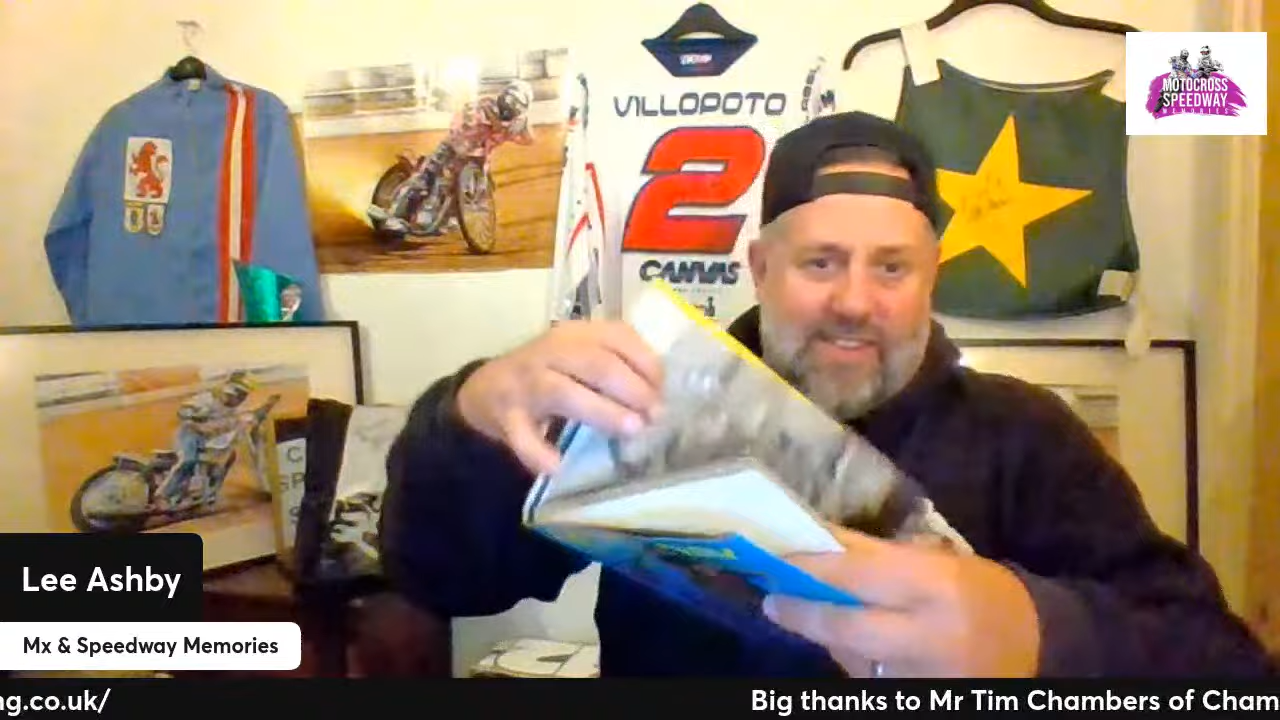 VILLOPOTO
2
CANVAS
MOTOCROSS
SPEEDWAY
MEMORIES
Lee Ashby
Mx & Speedway Memories
ng.co.uk/
Big thanks to Mr Tim Chambers of Cham